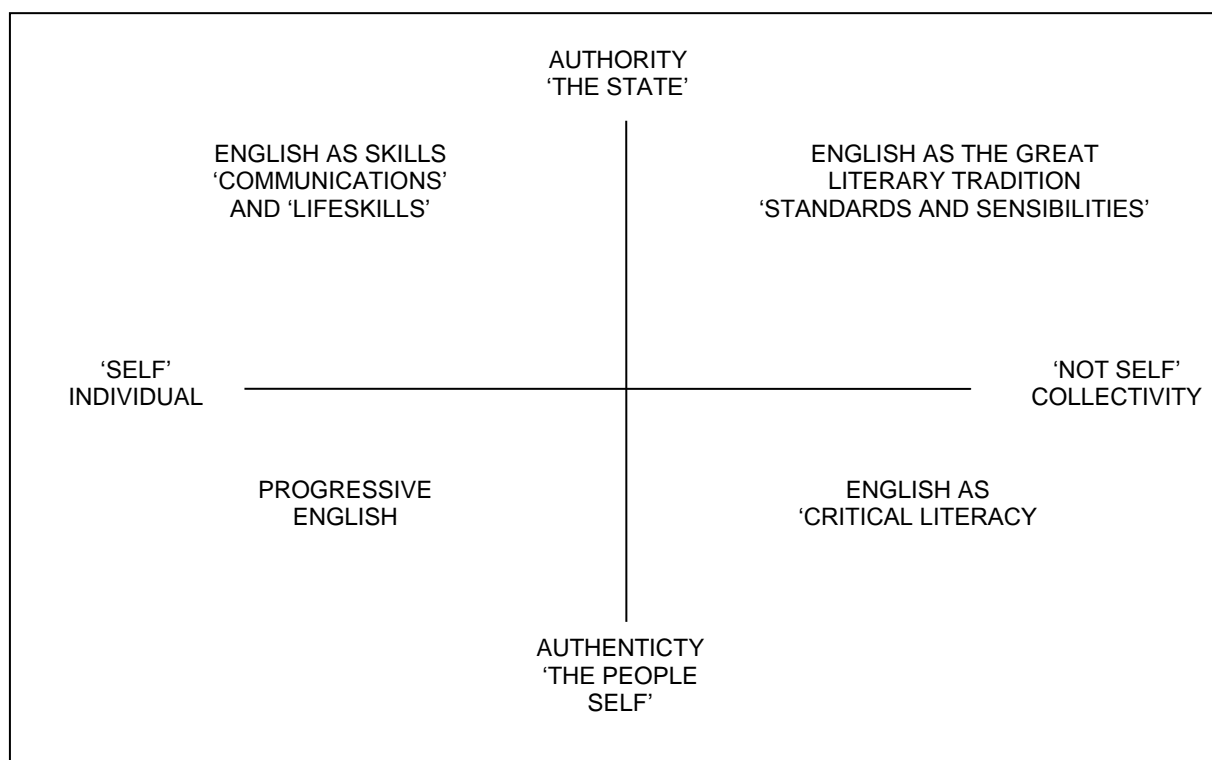 AUTHORITY
‘THE STATE’
ENGLISH AS SKILLS
‘COMMUNICATIONS’
AND ‘LIFESKILLS’
ENGLISH AS THE GREAT
LITERARY TRADITION
‘STANDARDS AND SENSIBILITIES’
‘SELF’
INDIVIDUAL
‘NOT SELF’
COLLECTIVITY
PROGRESSIVE
ENGLISH
ENGLISH AS
‘CRITICAL LITERACY
AUTHENTICTY
‘THE PEOPLE
SELF’